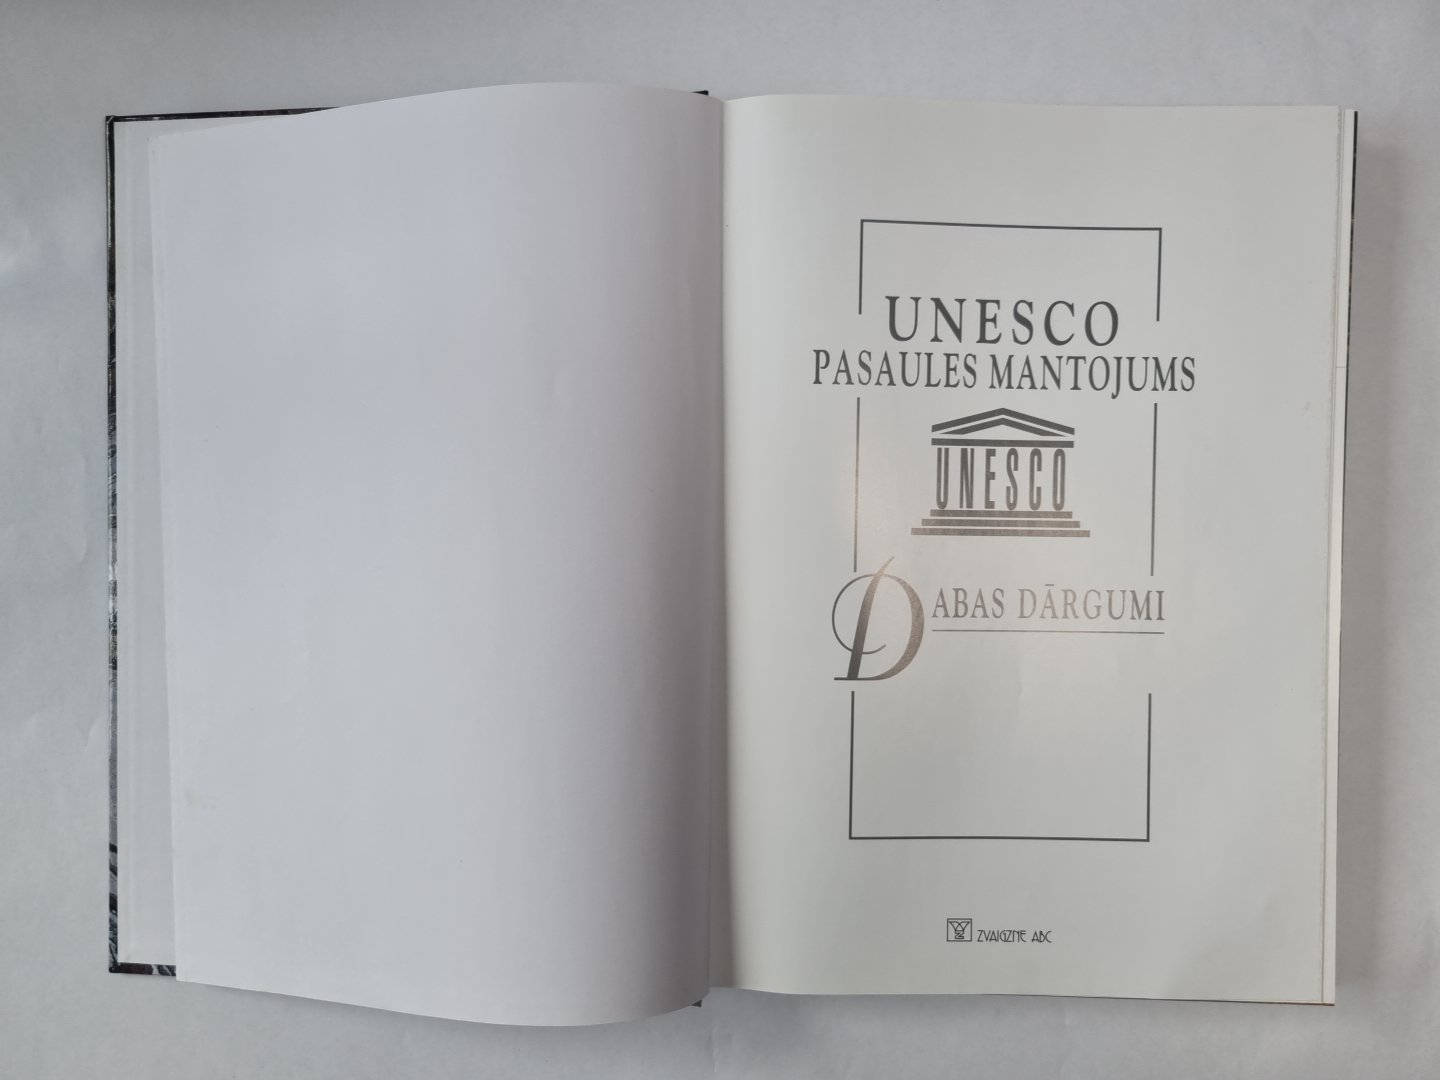 UNESCO
PASAULES MANTOJUMS
UNESCO
DABAS DĀRGUMI
ZVAIGZNE ABC